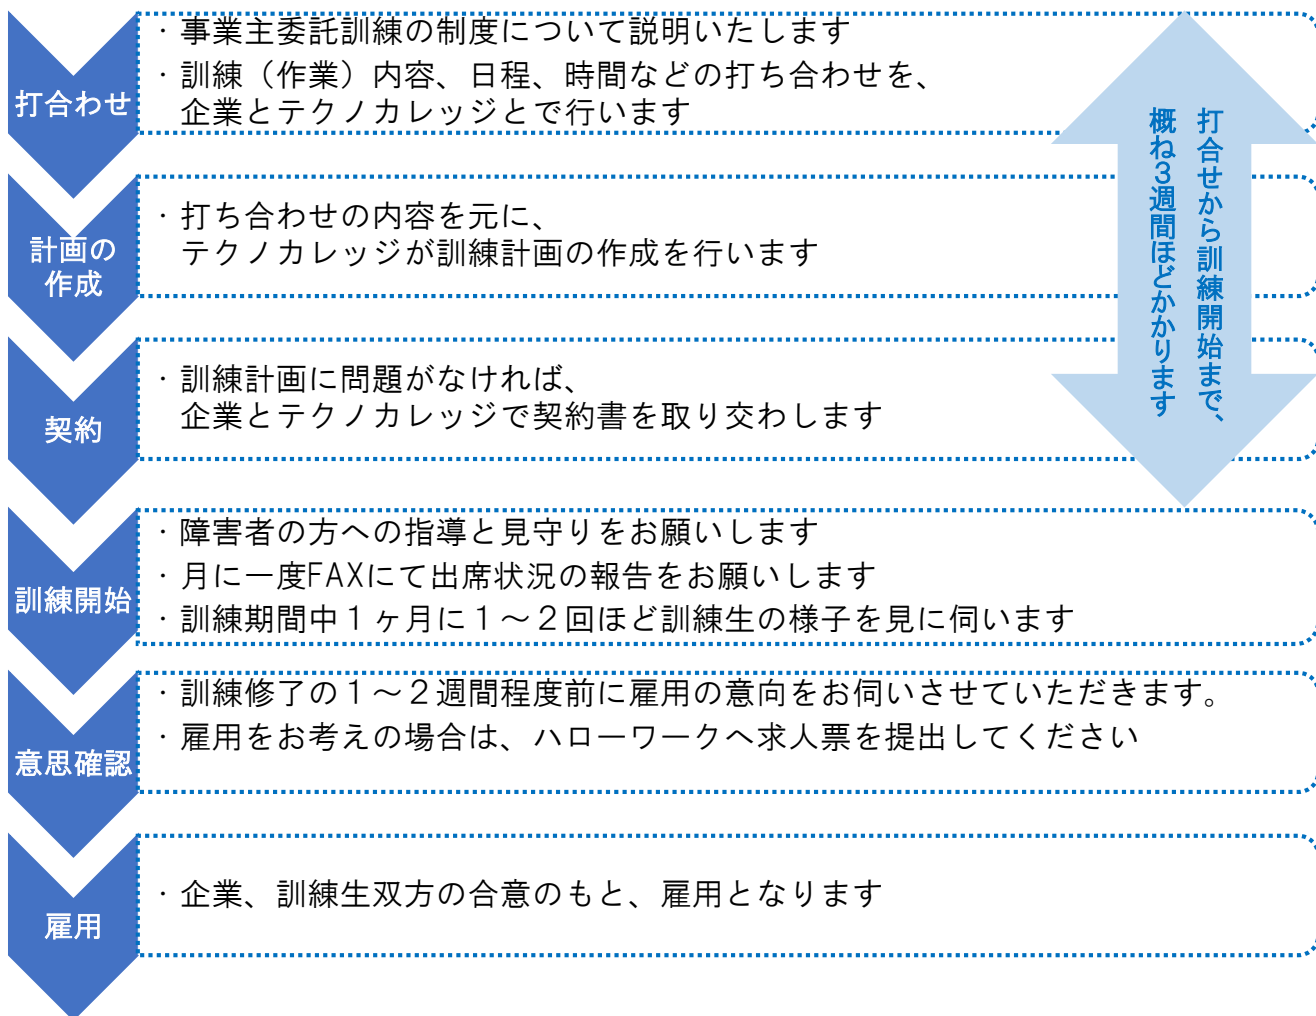 打合わせ
・事業主委託訓練の制度について説明いたします
・訓練（作業）内容、日程、時間などの打ち合わせを、
企業とテクノカレッジとで行います
計画の
作成
・打ち合わせの内容を元に、
テクノカレッジが訓練計画の作成を行います
契約
・訓練計画に問題がなければ、
企業とテクノカレッジで契約書を取り交わします
打合せから訓練開始まで、
概ね３週間ほどかかります
訓練開始
・障害者の方への指導と見守りをお願いします
・月に一度FAXにて出席状況の報告をお願いします
・訓練期間中１ヶ月に１～２回ほど訓練生の様子を見に伺います
意思確認
・訓練修了の１～２週間程度前に雇用の意向をお伺いさせていただきます。
・雇用をお考えの場合は、ハローワークへ求人票を提出してください
雇用
・企業、訓練生双方の合意のもと、雇用となります